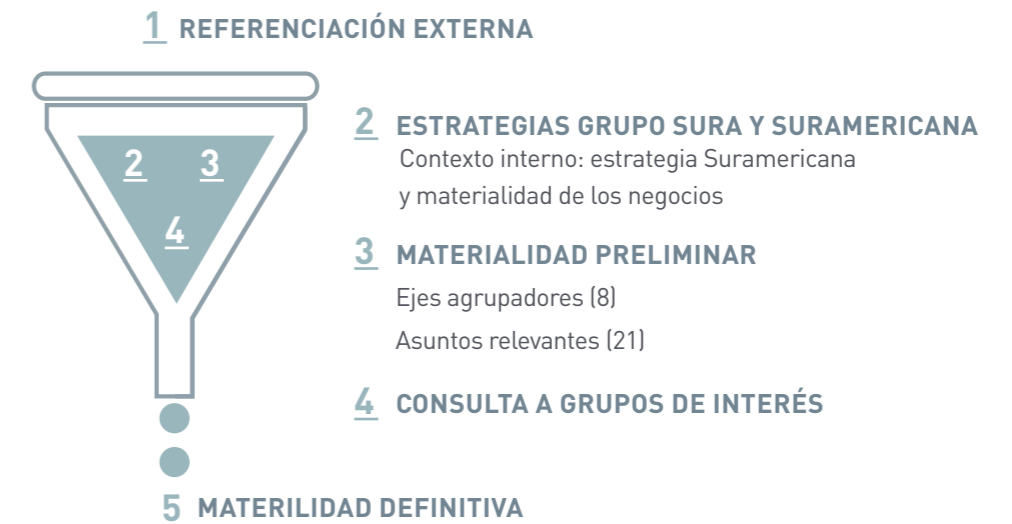 1 REFERENCIACIÓN EXTERNA
2 3
4
2 ESTRATEGIAS GRUPO SURA Y SURAMERICANA
Contexto interno: estrategia Suramericana
y materialidad de los negocios
3 MATERIALIDAD PRELIMINAR
Ejes agrupadores (8)
Asuntos relevantes (21)
4 CONSULTA A GRUPOS DE INTERÉS
5 MATERILIDAD DEFINITIVA